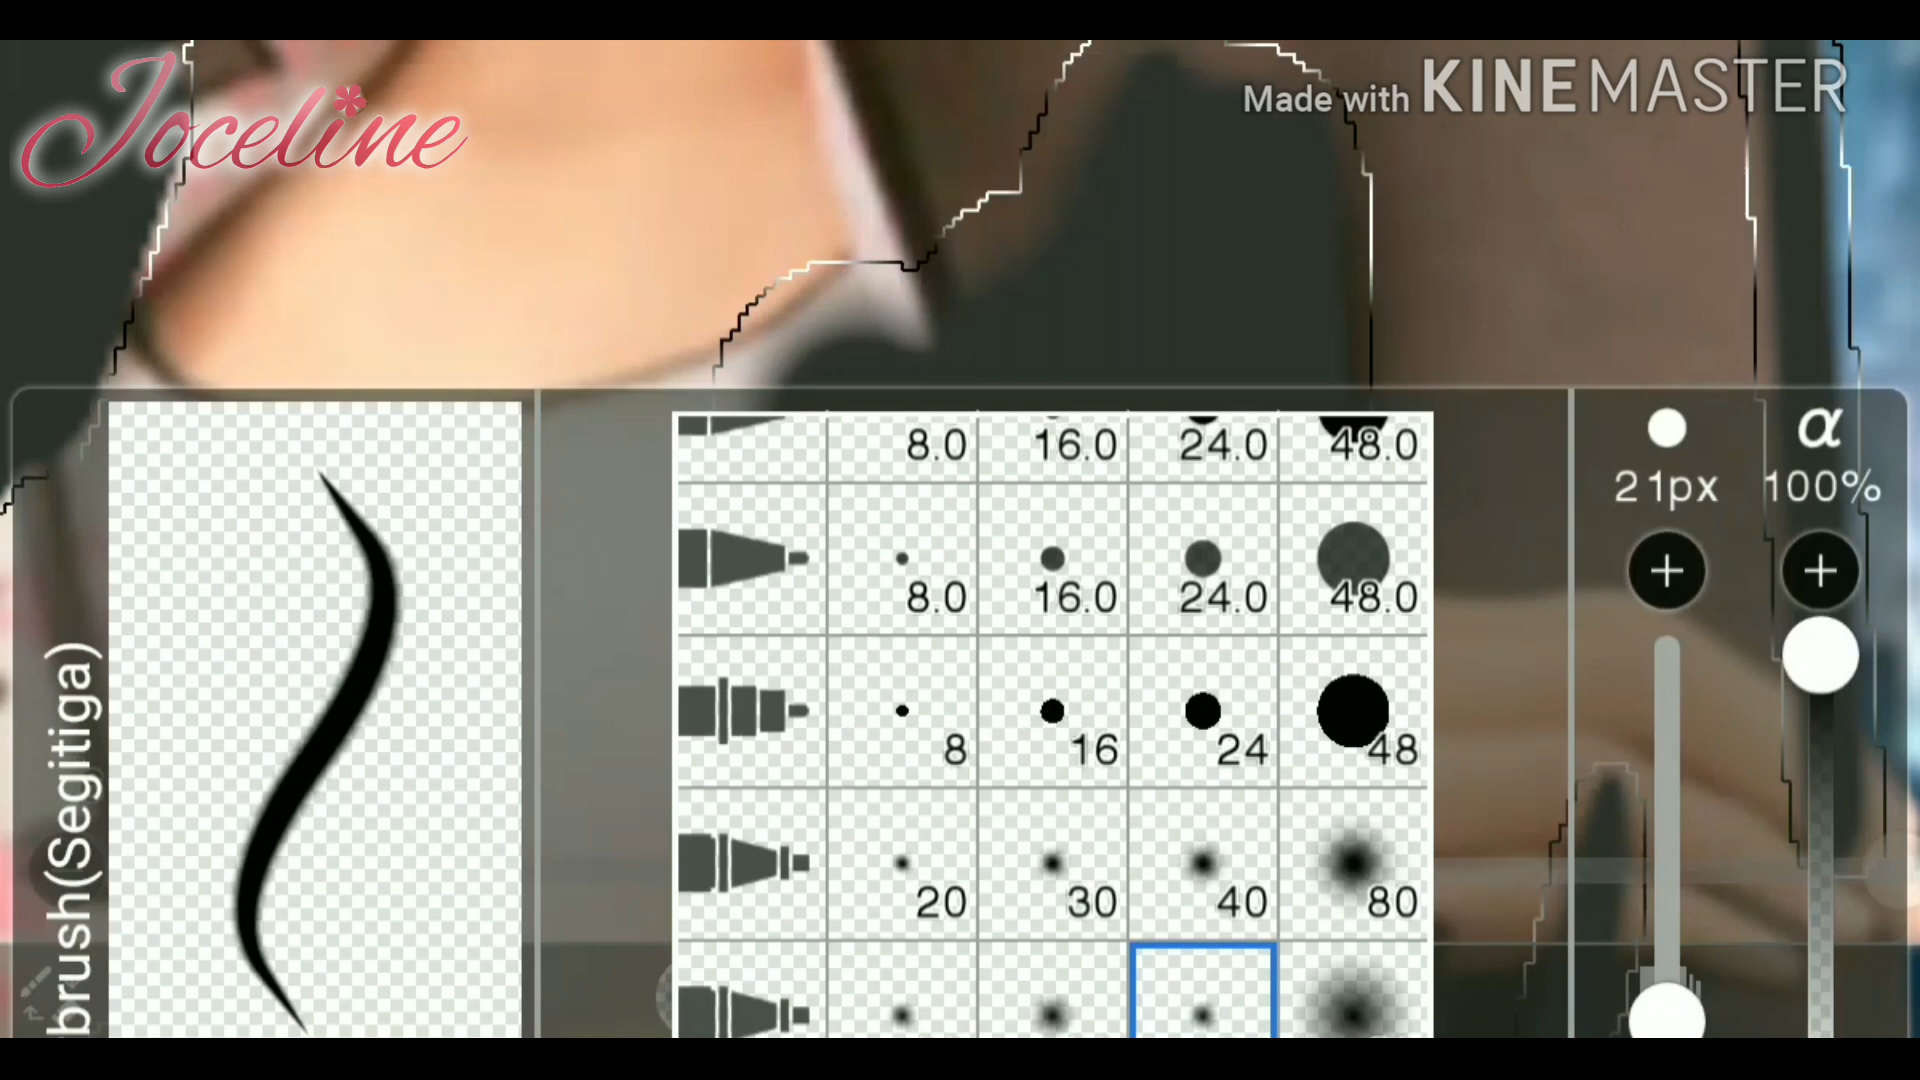 Joceline
Made with KINEMASTER
8.0 16.0 24.0 48.0
α
21px 100%
8.0 16.0 24.0 48.0
8 16 24 48
20 30 40 80
brush(Segitiga)